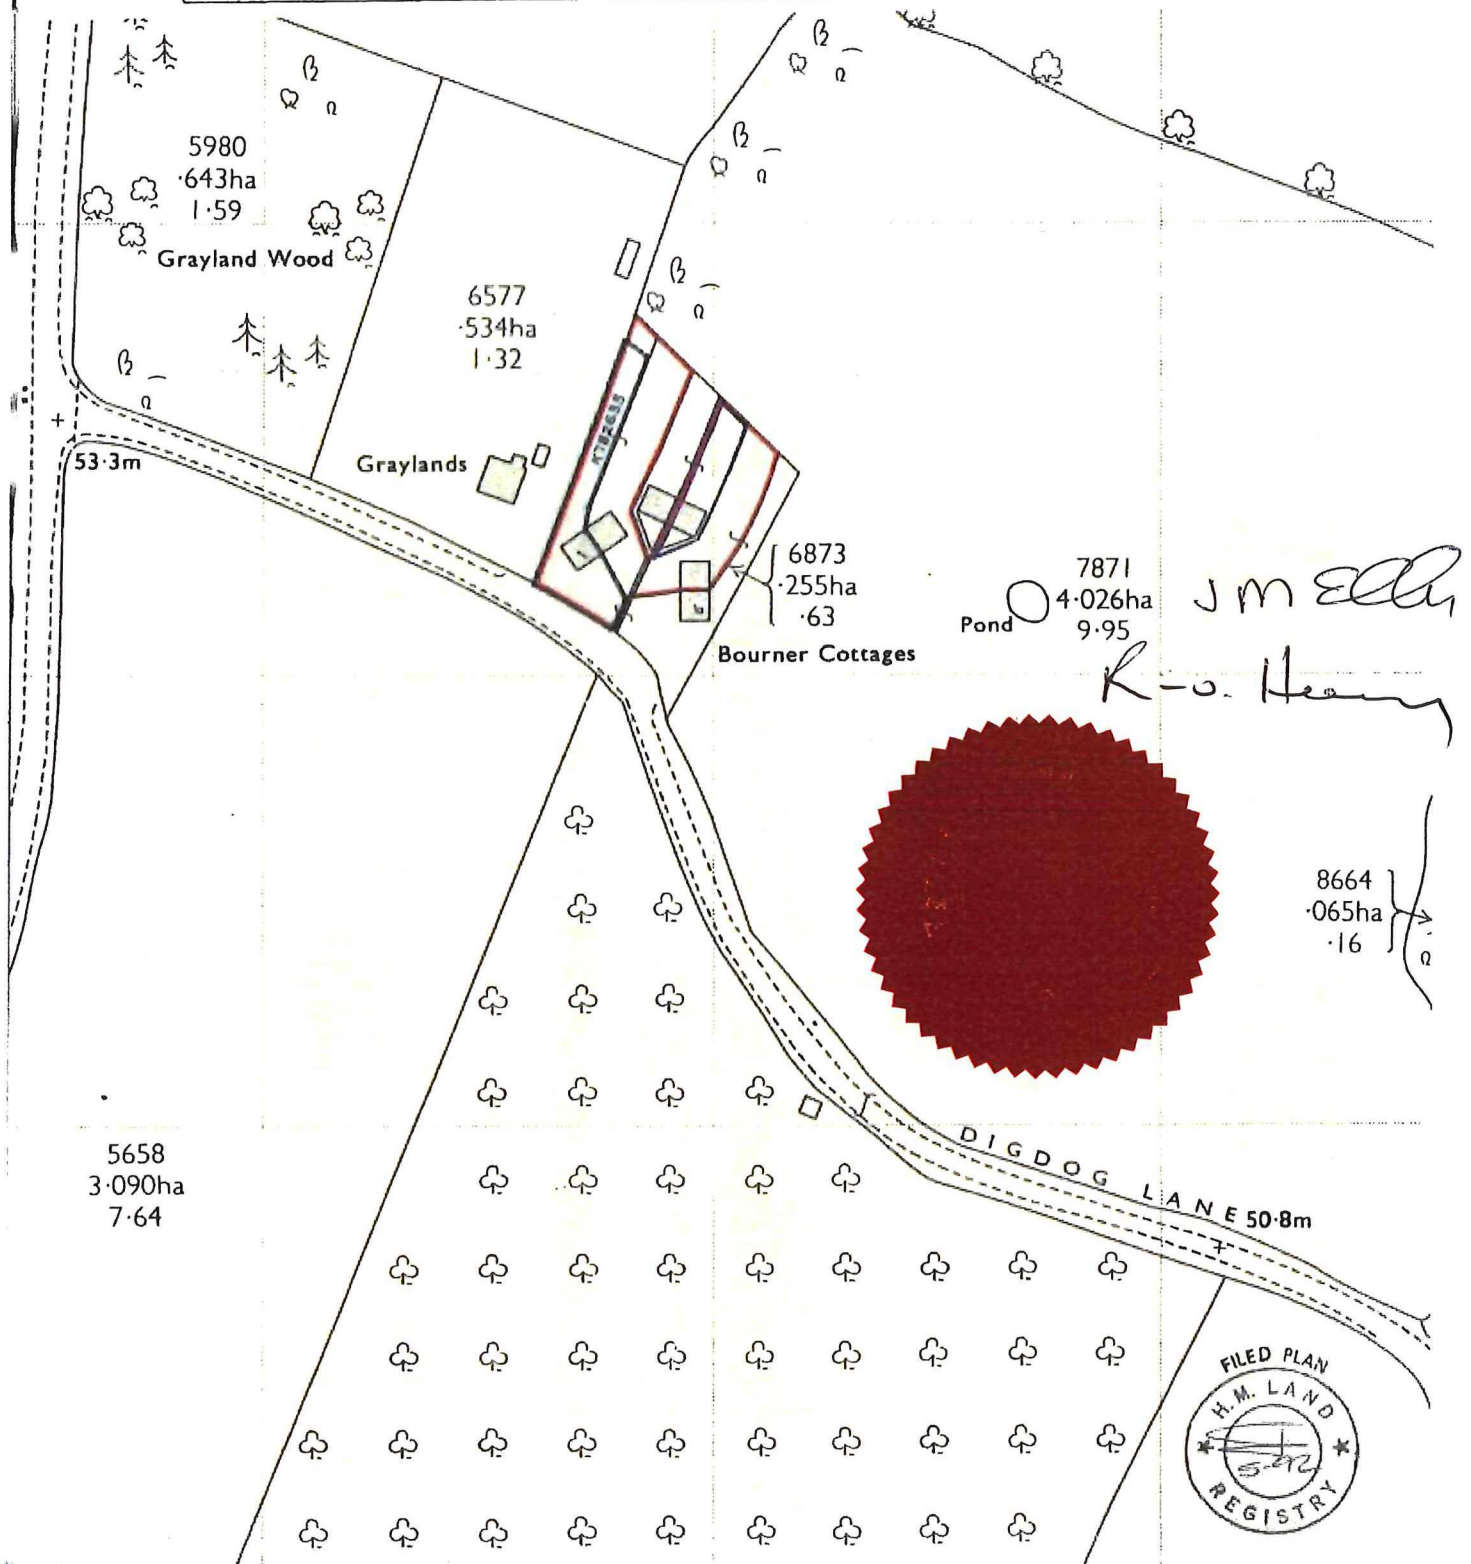 5980
·643ha
1·59
Grayland Wood
6577
·534ha
1·32
K782655
Graylands
53·3m
6873
·255ha
·63
Bourner Cottages
Pond
7871
4·026ha
9·95
8664
·065ha
·16
5658
3·090ha
7·64
DIGDOG LANE
50·8m
FILED PLAN
H.M. LAND
REGISTRY